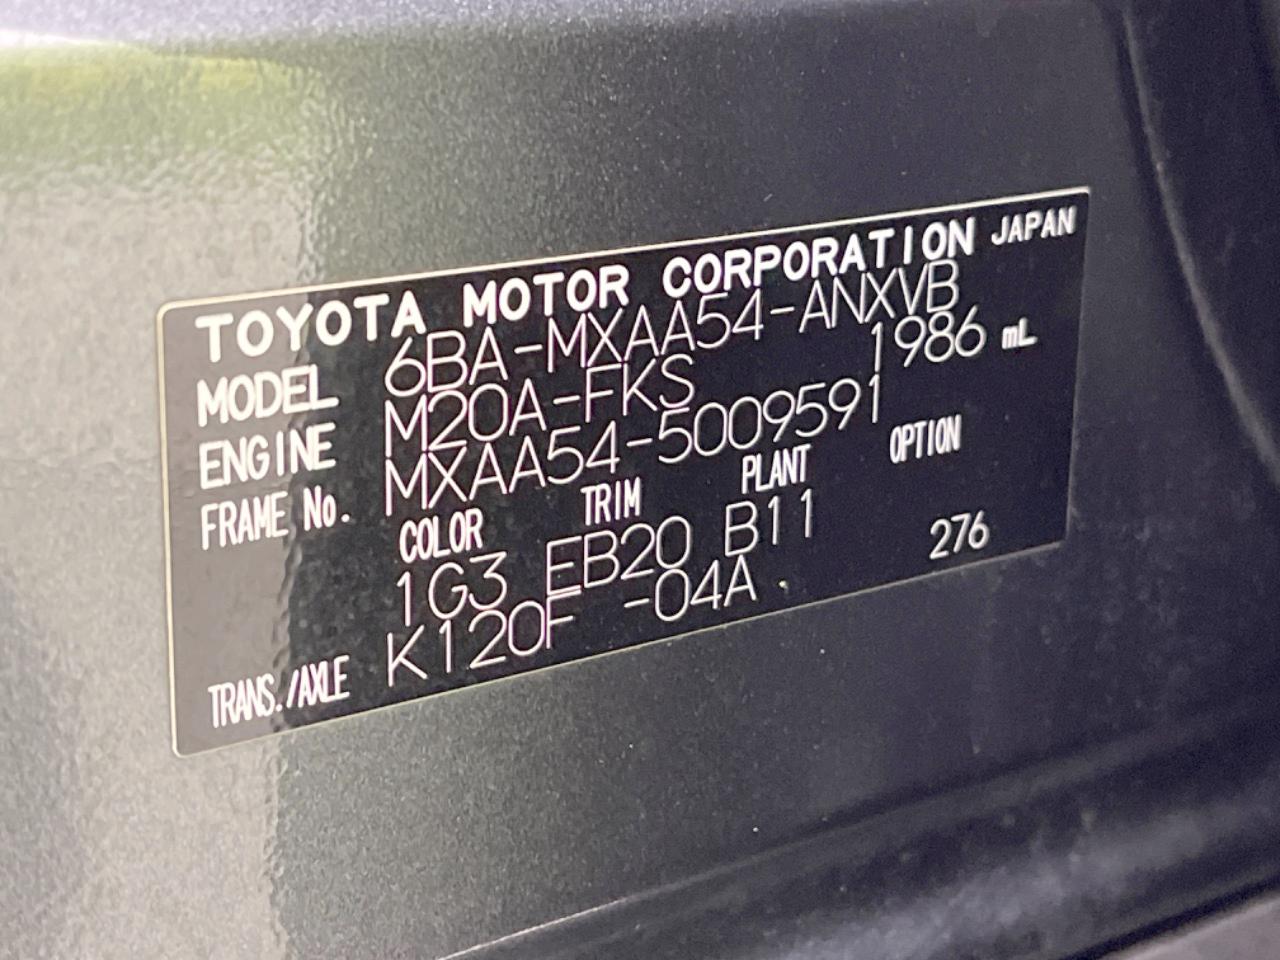 TOYOTA MOTOR CORPORATION JAPAN
MODEL 6BA-MXAA54-ANXVB
ENGINE M20A-FKS 1986 mL
FRAME No. MXAA54-5009591
COLOR TRIM PLANT OPTION
1G3 EB20 B11
TRANS./AXLE K120F -04A 276